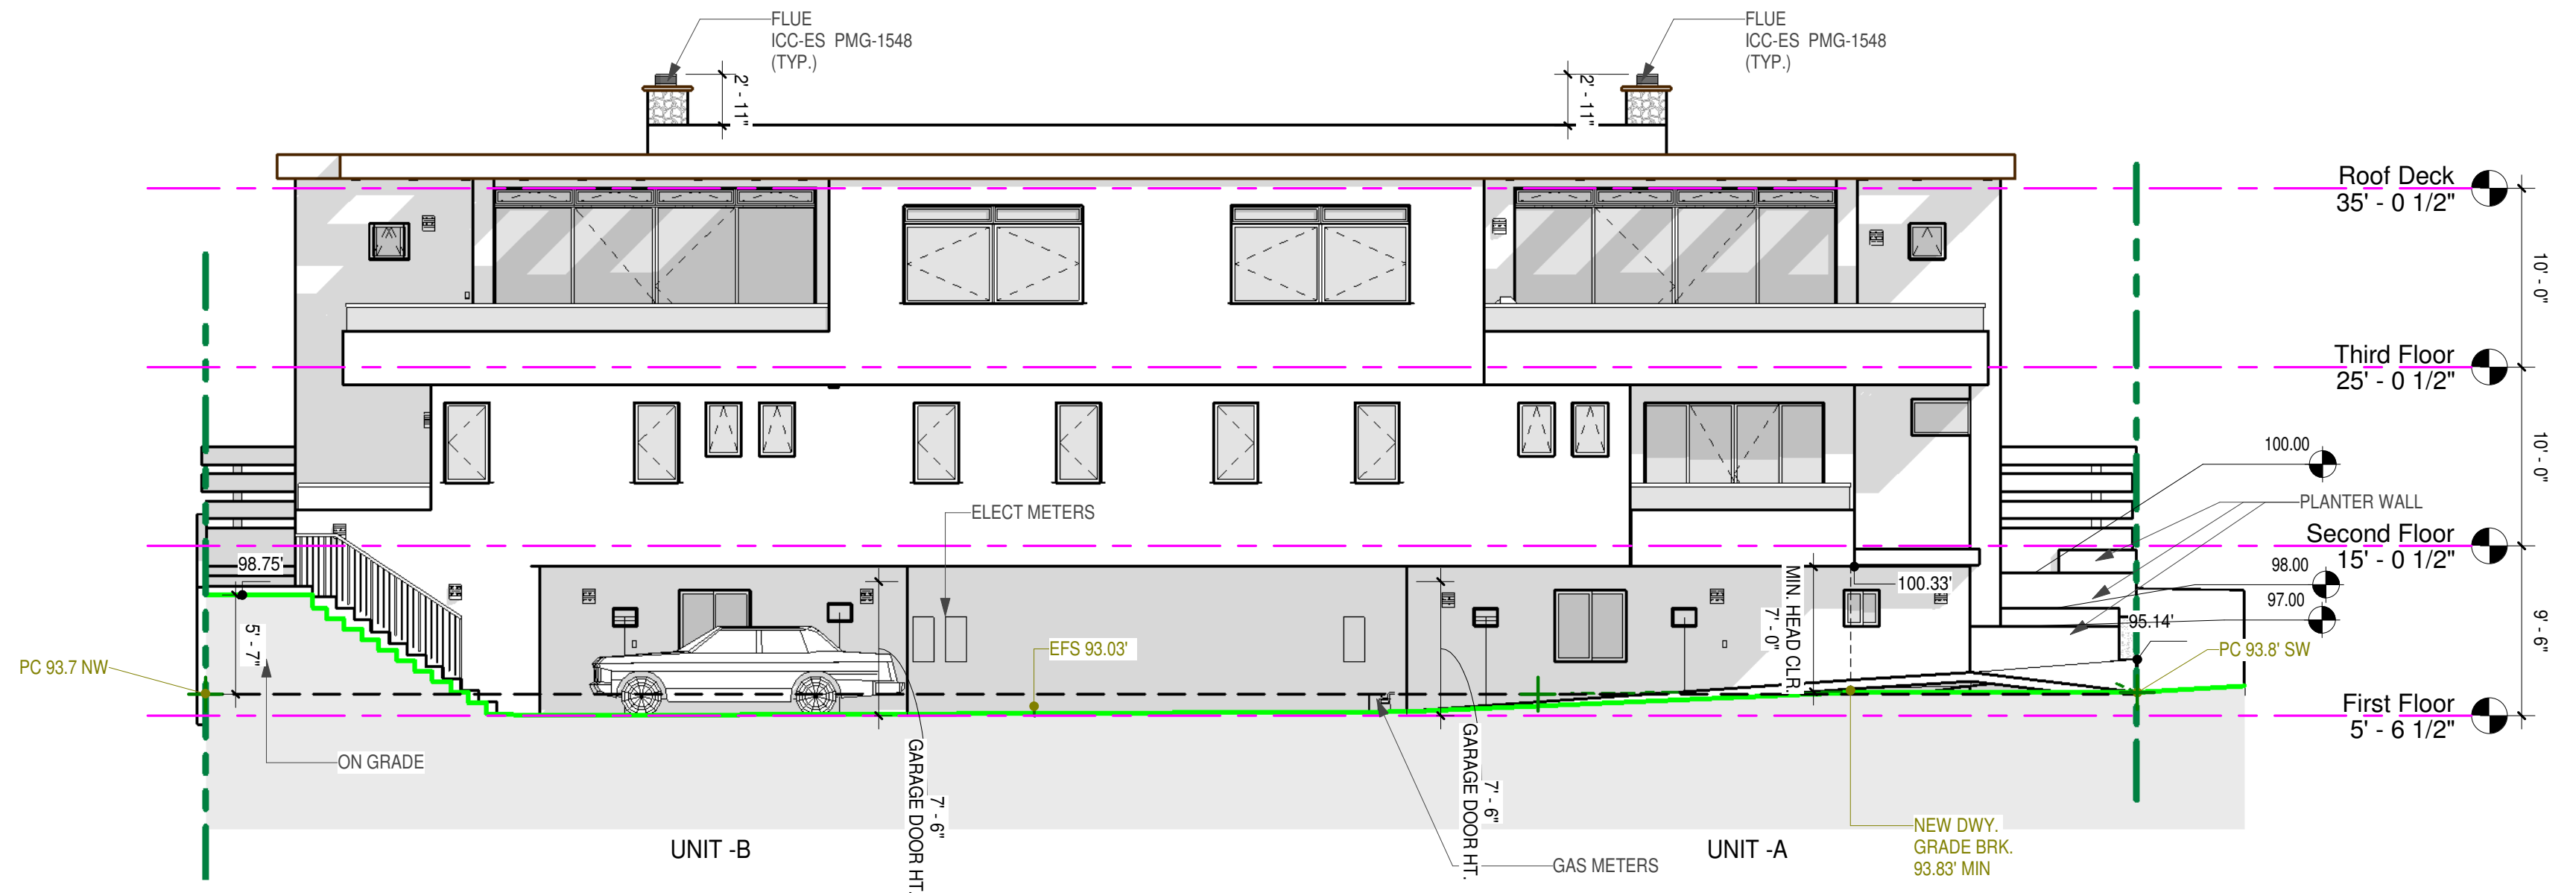 FLUE
ICC-ES PMG-1548
(TYP.)
FLUE
ICC-ES PMG-1548
(TYP.)
2' - 11"
2' - 11"
Roof Deck
35' - 0 1/2"
10' - 0"
Third Floor
25' - 0 1/2"
10' - 0"
100.00
PLANTER WALL
ELECT METERS
Second Floor
15' - 0 1/2"
98.75'
100.33'
98.00
97.00
95.14'
MIN. HEAD CLR.
7' - 0"
9' - 6"
5' - 7"
EFS 93.03'
PC 93.7 NW
PC 93.8' SW
First Floor
5' - 6 1/2"
ON GRADE
7' - 6"
GARAGE DOOR HT.
7' - 6"
GARAGE DOOR HT.
UNIT -B
UNIT -A
GAS METERS
NEW DWY.
GRADE BRK.
93.83' MIN